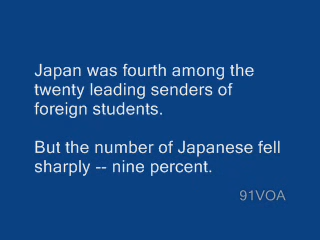 Japan was fourth among the
twenty leading senders of
foreign students.
But the number of Japanese fell
sharply -- nine percent.
91VOA